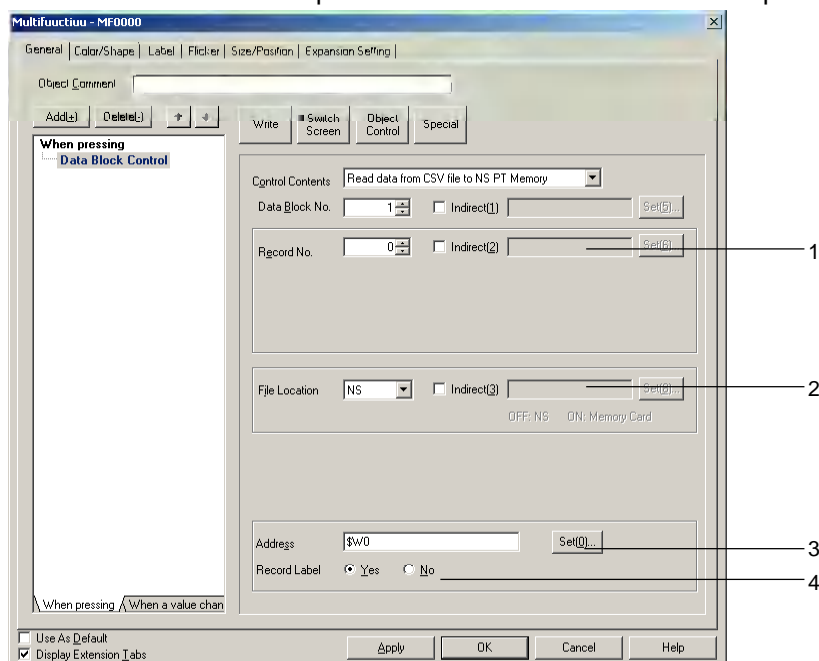 Multifuuctiuu - MF0000
General Color/Shape Label Flicker Size/Position Expansion Setting
Object Comment
Add(+) Delete(-) Write Switch Screen Object Control Special
When pressing
Data Block Control
Control Contents Read data from CSV file to NS PT Memory
Data Block No. 1 Indirect(1) Set(5)...
Record No. 0 Indirect(2) Set(6)... 1
File Location NS Indirect(3) Set(8)... 2
OFF: NS ON: Memory Card
Address $W0 Set(0)... 3
Record Label Yes No 4
When pressing When a value chan
Use As Default
Display Extension Tabs
Apply OK Cancel Help